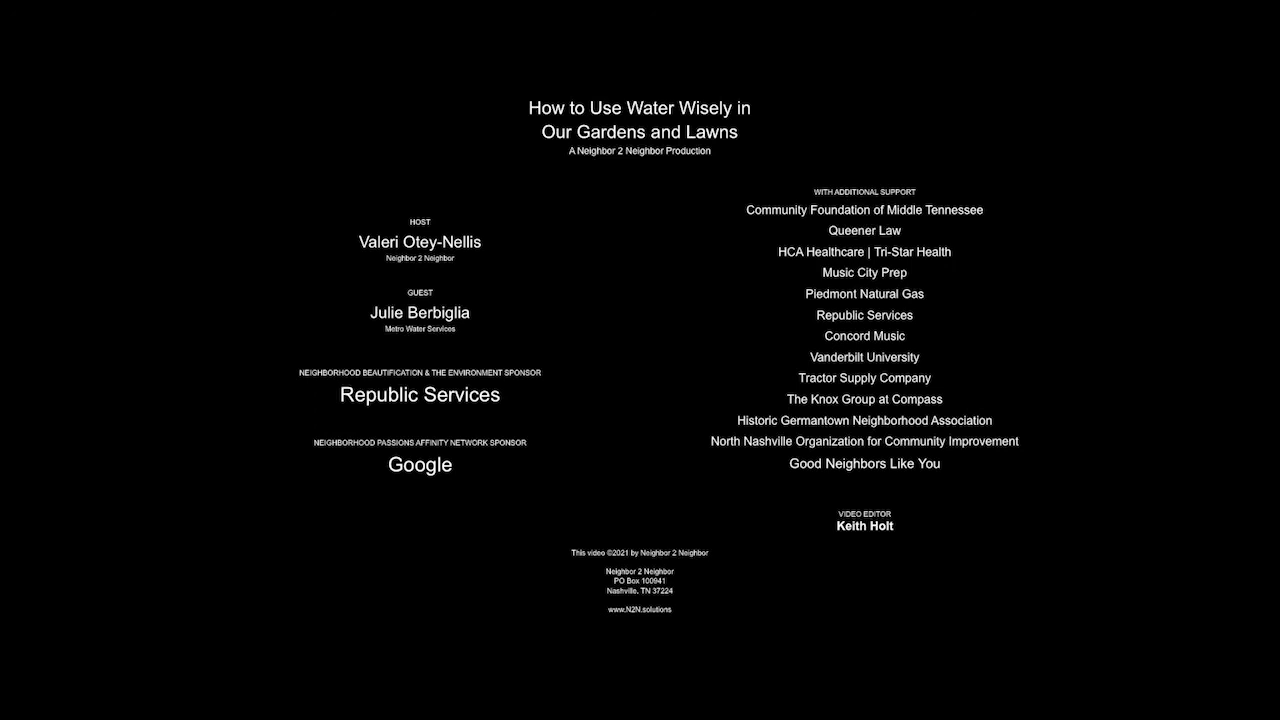 How to Use Water Wisely in
Our Gardens and Lawns
A Neighbor 2 Neighbor Production
HOST
Valeri Otey-Nellis
Neighbor 2 Neighbor
GUEST
Julie Berbiglia
Metro Water Services
NEIGHBORHOOD BEAUTIFICATION & THE ENVIRONMENT SPONSOR
Republic Services
NEIGHBORHOOD PASSIONS AFFINITY NETWORK SPONSOR
Google
WITH ADDITIONAL SUPPORT
Community Foundation of Middle Tennessee
Queener Law
HCA Healthcare | Tri-Star Health
Music City Prep
Piedmont Natural Gas
Republic Services
Concord Music
Vanderbilt University
Tractor Supply Company
The Knox Group at Compass
Historic Germantown Neighborhood Association
North Nashville Organization for Community Improvement
Good Neighbors Like You
VIDEO EDITOR
Keith Holt
This video ©2021 by Neighbor 2 Neighbor
Neighbor 2 Neighbor
PO Box 100941
Nashville, TN 37224
www.N2N.solutions